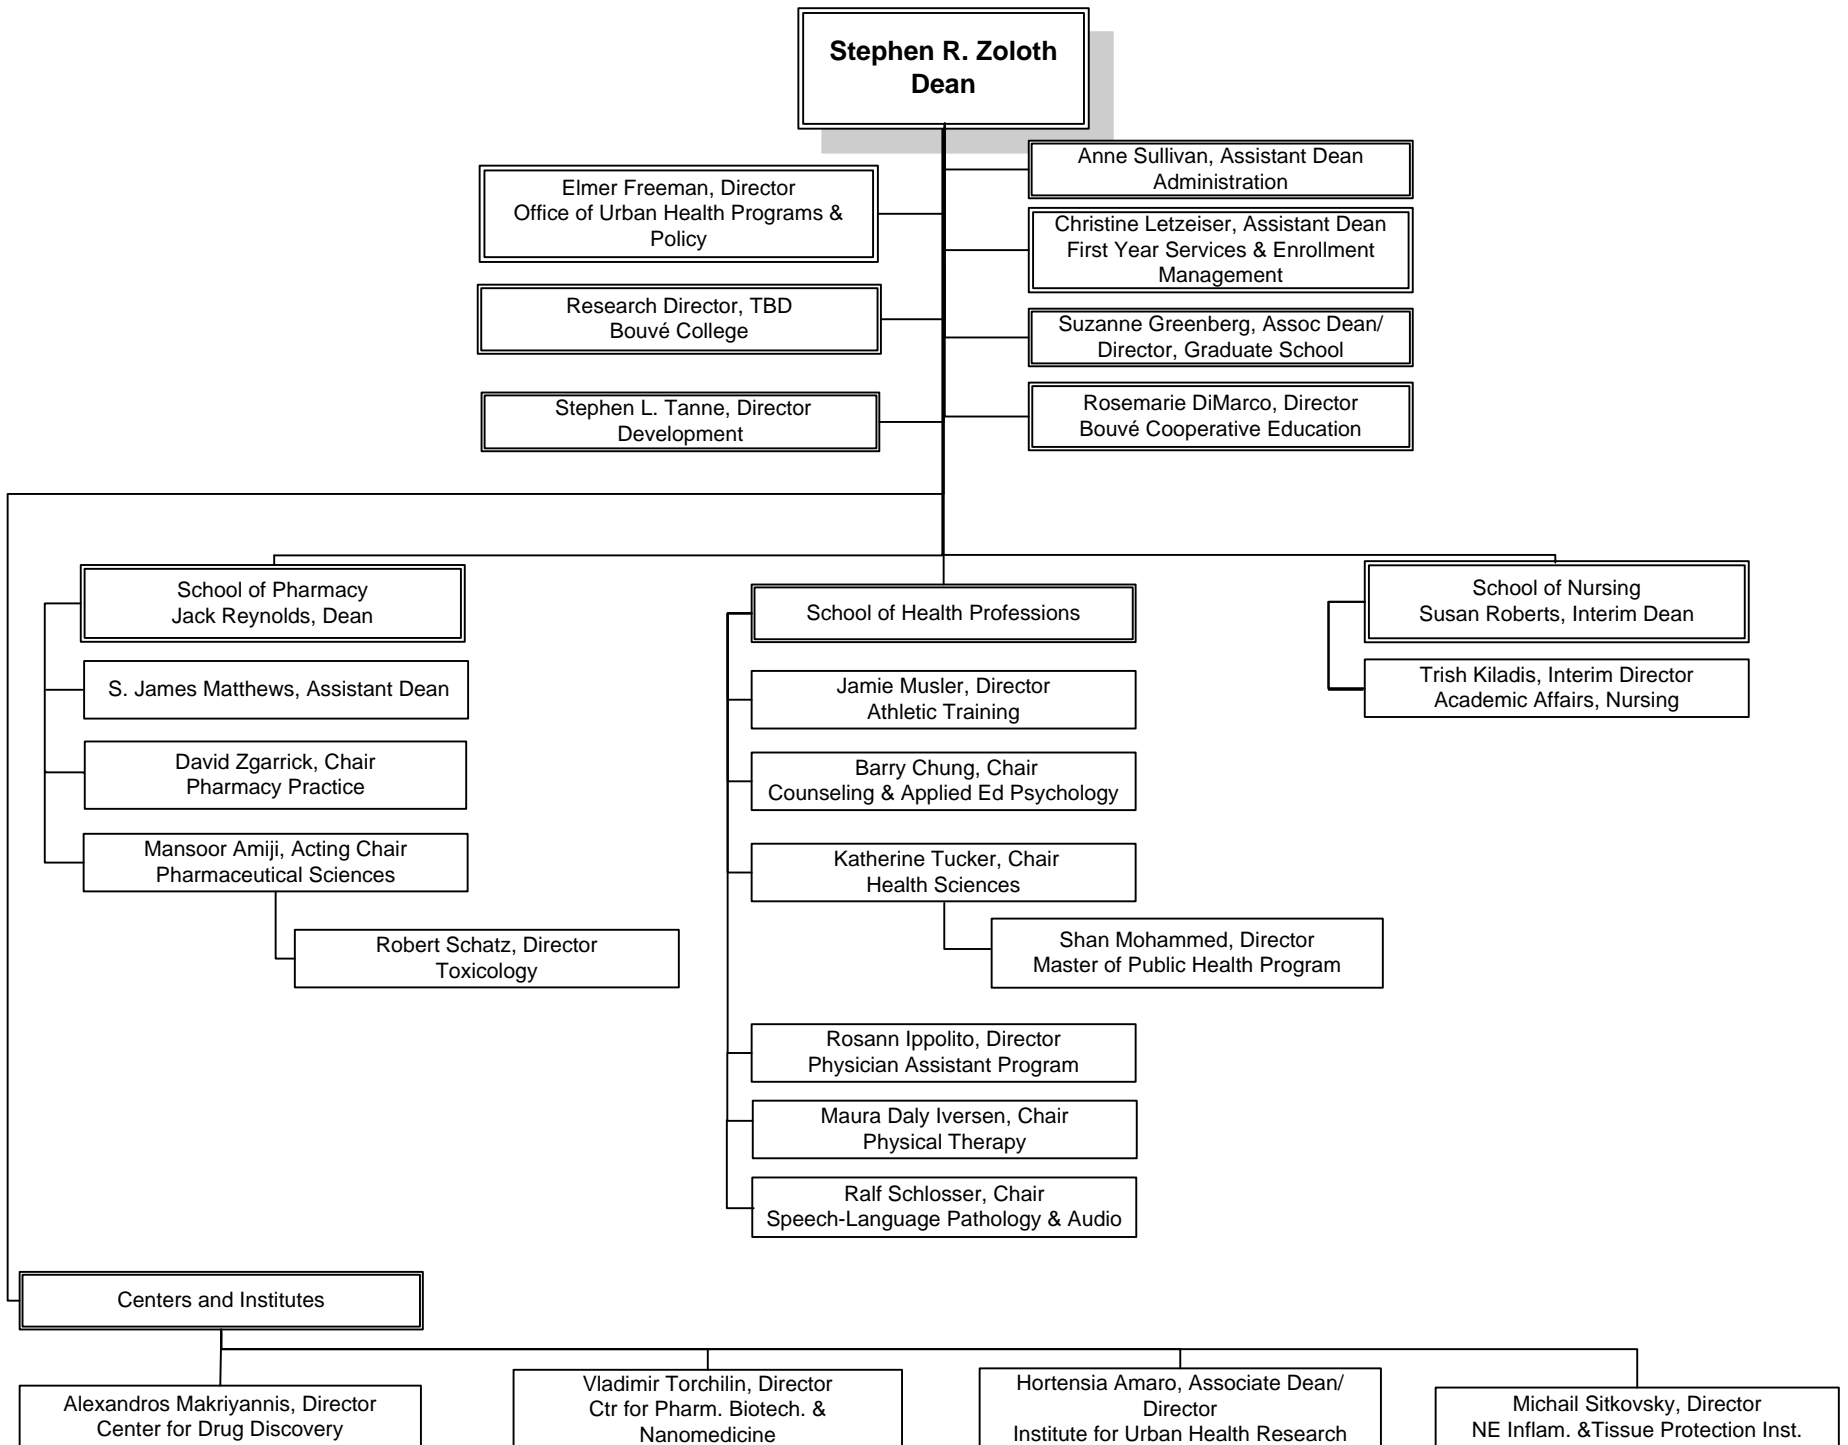 Stephen R. Zoloth
Dean
Elmer Freeman, Director
Office of Urban Health Programs &
Policy
Research Director, TBD
Bouvé College
Stephen L. Tanne, Director
Development
Anne Sullivan, Assistant Dean
Administration
Christine Letzeiser, Assistant Dean
First Year Services & Enrollment
Management
Suzanne Greenberg, Assoc Dean/
Director, Graduate School
Rosemarie DiMarco, Director
Bouvé Cooperative Education
School of Pharmacy
Jack Reynolds, Dean
S. James Matthews, Assistant Dean
David Zgarrick, Chair
Pharmacy Practice
Mansoor Amiji, Acting Chair
Pharmaceutical Sciences
Robert Schatz, Director
Toxicology
School of Health Professions
Jamie Musler, Director
Athletic Training
Barry Chung, Chair
Counseling & Applied Ed Psychology
Katherine Tucker, Chair
Health Sciences
Shan Mohammed, Director
Master of Public Health Program
Rosann Ippolito, Director
Physician Assistant Program
Maura Daly Iversen, Chair
Physical Therapy
Ralf Schlosser, Chair
Speech-Language Pathology & Audio
School of Nursing
Susan Roberts, Interim Dean
Trish Kiladis, Interim Director
Academic Affairs, Nursing
Centers and Institutes
Alexandros Makriyannis, Director
Center for Drug Discovery
Vladimir Torchilin, Director
Ctr for Pharm. Biotech. &
Nanomedicine
Hortensia Amaro, Associate Dean/
Director
Institute for Urban Health Research
Michail Sitkovsky, Director
NE Inflam. &Tissue Protection Inst.